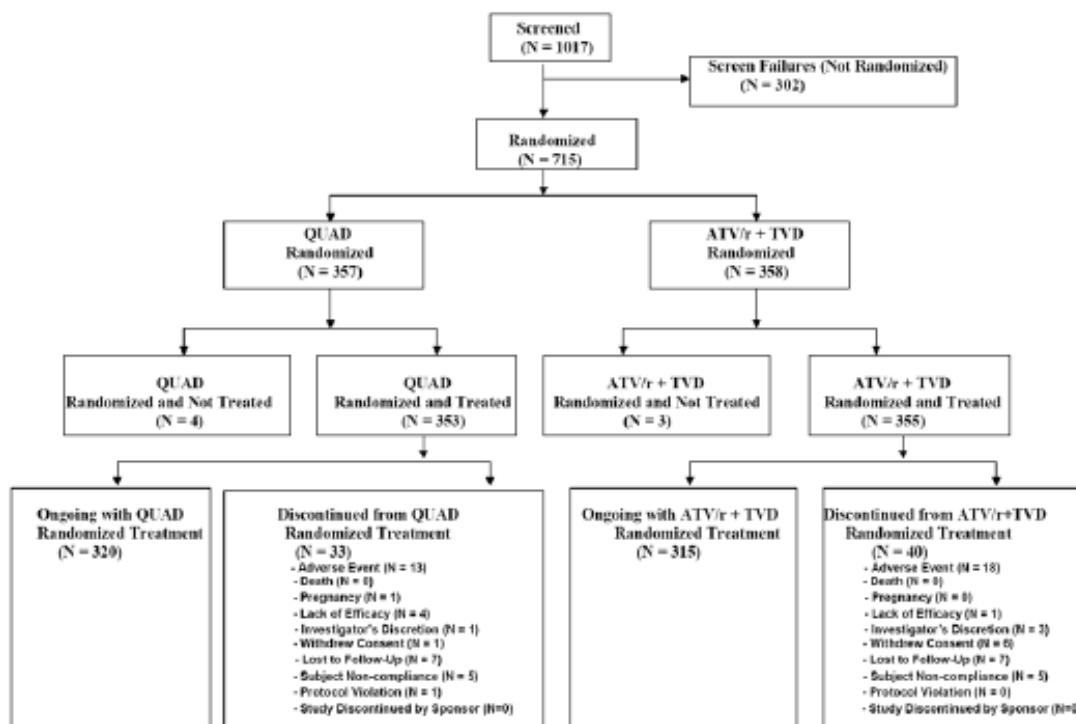 Screened
(N = 1017)
Screen Failures (Not Randomized)
(N = 302)
Randomized
(N = 715)
QUAD
Randomized
(N = 357)
ATV/r + TVD
Randomized
(N = 358)
QUAD
Randomized and Not Treated
(N = 4)
QUAD
Randomized and Treated
(N = 353)
ATV/r + TVD
Randomized and Not Treated
(N = 3)
ATV/r + TVD
Randomized and Treated
(N = 355)
Ongoing with QUAD
Randomized Treatment
(N = 320)
Discontinued from QUAD
Randomized Treatment
(N = 33)
- Adverse Event (N = 13)
- Death (N = 0)
- Pregnancy (N = 1)
- Lack of Efficacy (N = 4)
- Investigator's Discretion (N = 1)
- Withdrew Consent (N = 1)
- Lost to Follow-Up (N = 7)
- Subject Non-compliance (N = 5)
- Protocol Violation (N = 1)
- Study Discontinued by Sponsor (N=0)
Ongoing with ATV/r + TVD
Randomized Treatment
(N = 315)
Discontinued from ATV/r+TVD
Randomized Treatment
(N = 40)
- Adverse Event (N = 18)
- Death (N = 0)
- Pregnancy (N = 0)
- Lack of Efficacy (N = 1)
- Investigator's Discretion (N = 3)
- Withdrew Consent (N = 6)
- Lost to Follow-Up (N = 7)
- Subject Non-compliance (N = 5)
- Protocol Violation (N = 0)
- Study Discontinued by Sponsor (N=0